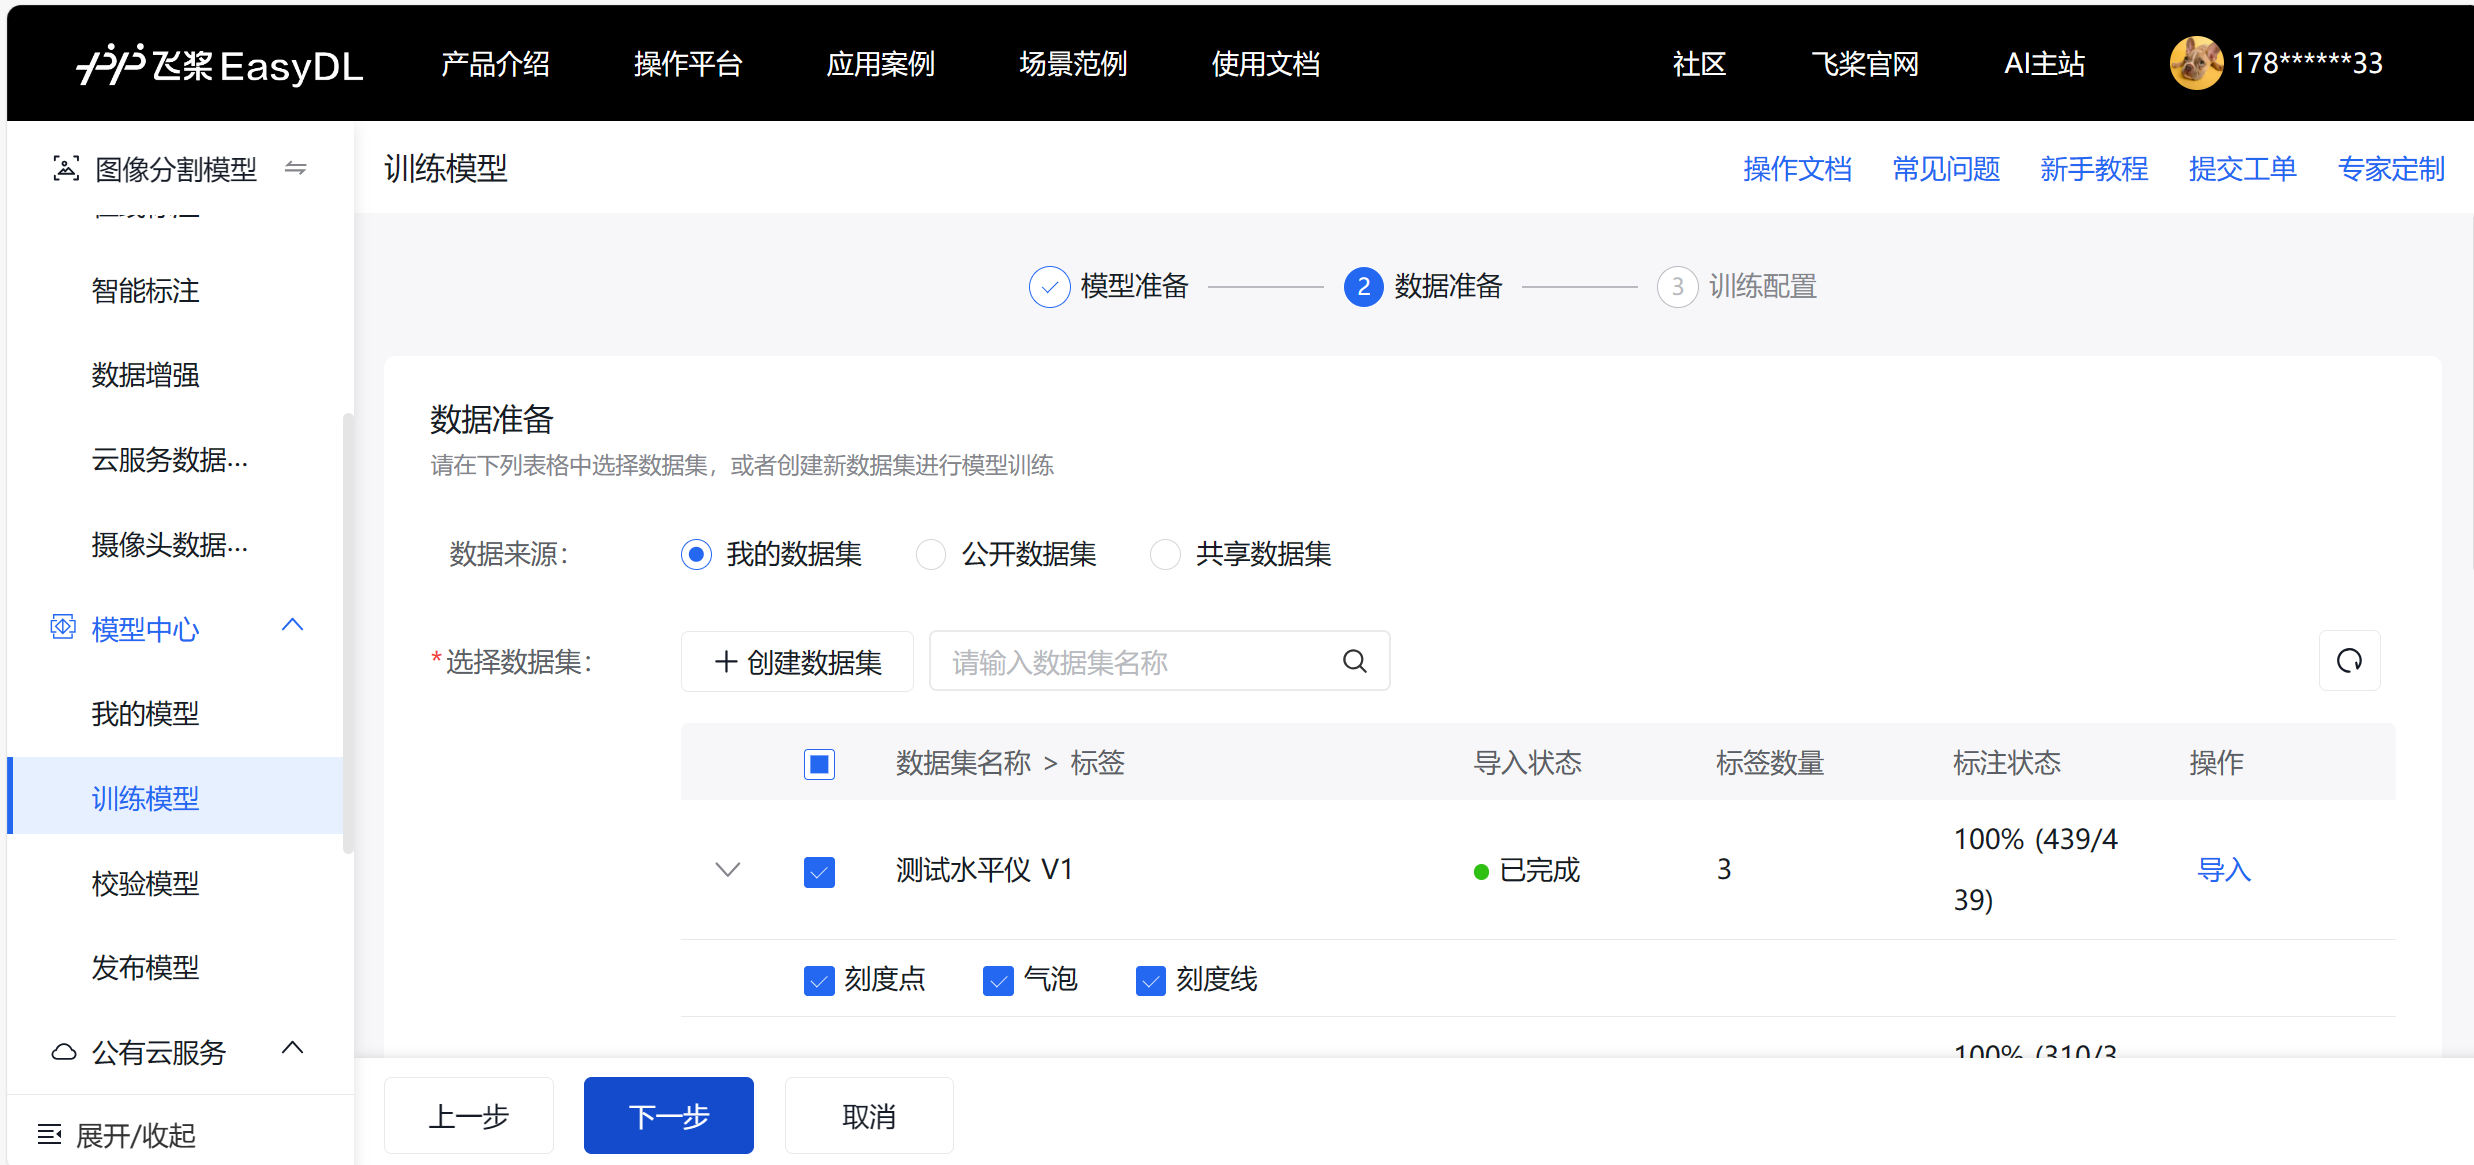 飞桨EasyDL 产品介绍 操作平台 应用案例 场景范例 使用文档 社区 飞桨官网 AI主站 178******33
图像分割模型
训练模型 操作文档 常见问题 新手教程 提交工单 专家定制
智能标注
数据增强
云服务数据...
摄像头数据...
模型中心
我的模型
训练模型
校验模型
发布模型
公有云服务
展开/收起
模型准备 2 数据准备 3 训练配置
数据准备
请在下列表格中选择数据集，或者创建新数据集进行模型训练
数据来源： 我的数据集 公开数据集 共享数据集
*选择数据集： + 创建数据集 请输入数据集名称
数据集名称 > 标签 导入状态 标签数量 标注状态 操作
测试水平仪 V1 已完成 3 100% (439/4
39) 导入
刻度点 气泡 刻度线
100% (310/3
上一步 下一步 取消